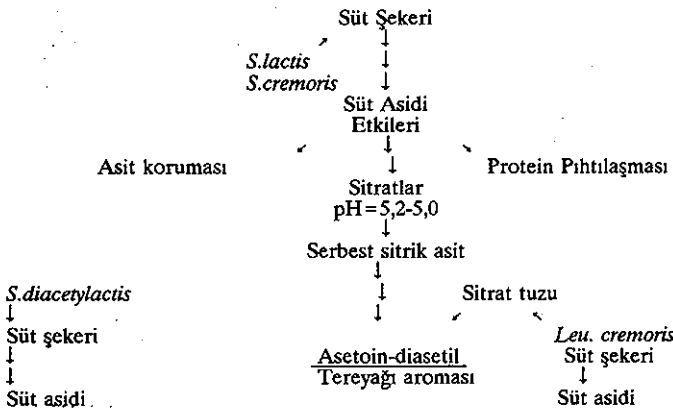 Süt Şekeri
S.lactis
S.cremoris
Süt Asidi
Etkileri
Asit koruması
Protein Pıhtılaşması
Sitratlar
pH=5,2-5,0
Serbest sitrik asit
S.diacetylactis
Sitrat tuzu
Süt şekeri
Leu. cremoris
Asetoin-diasetil
Süt şekeri
Tereyağı aroması
Süt asidi
Süt asidi